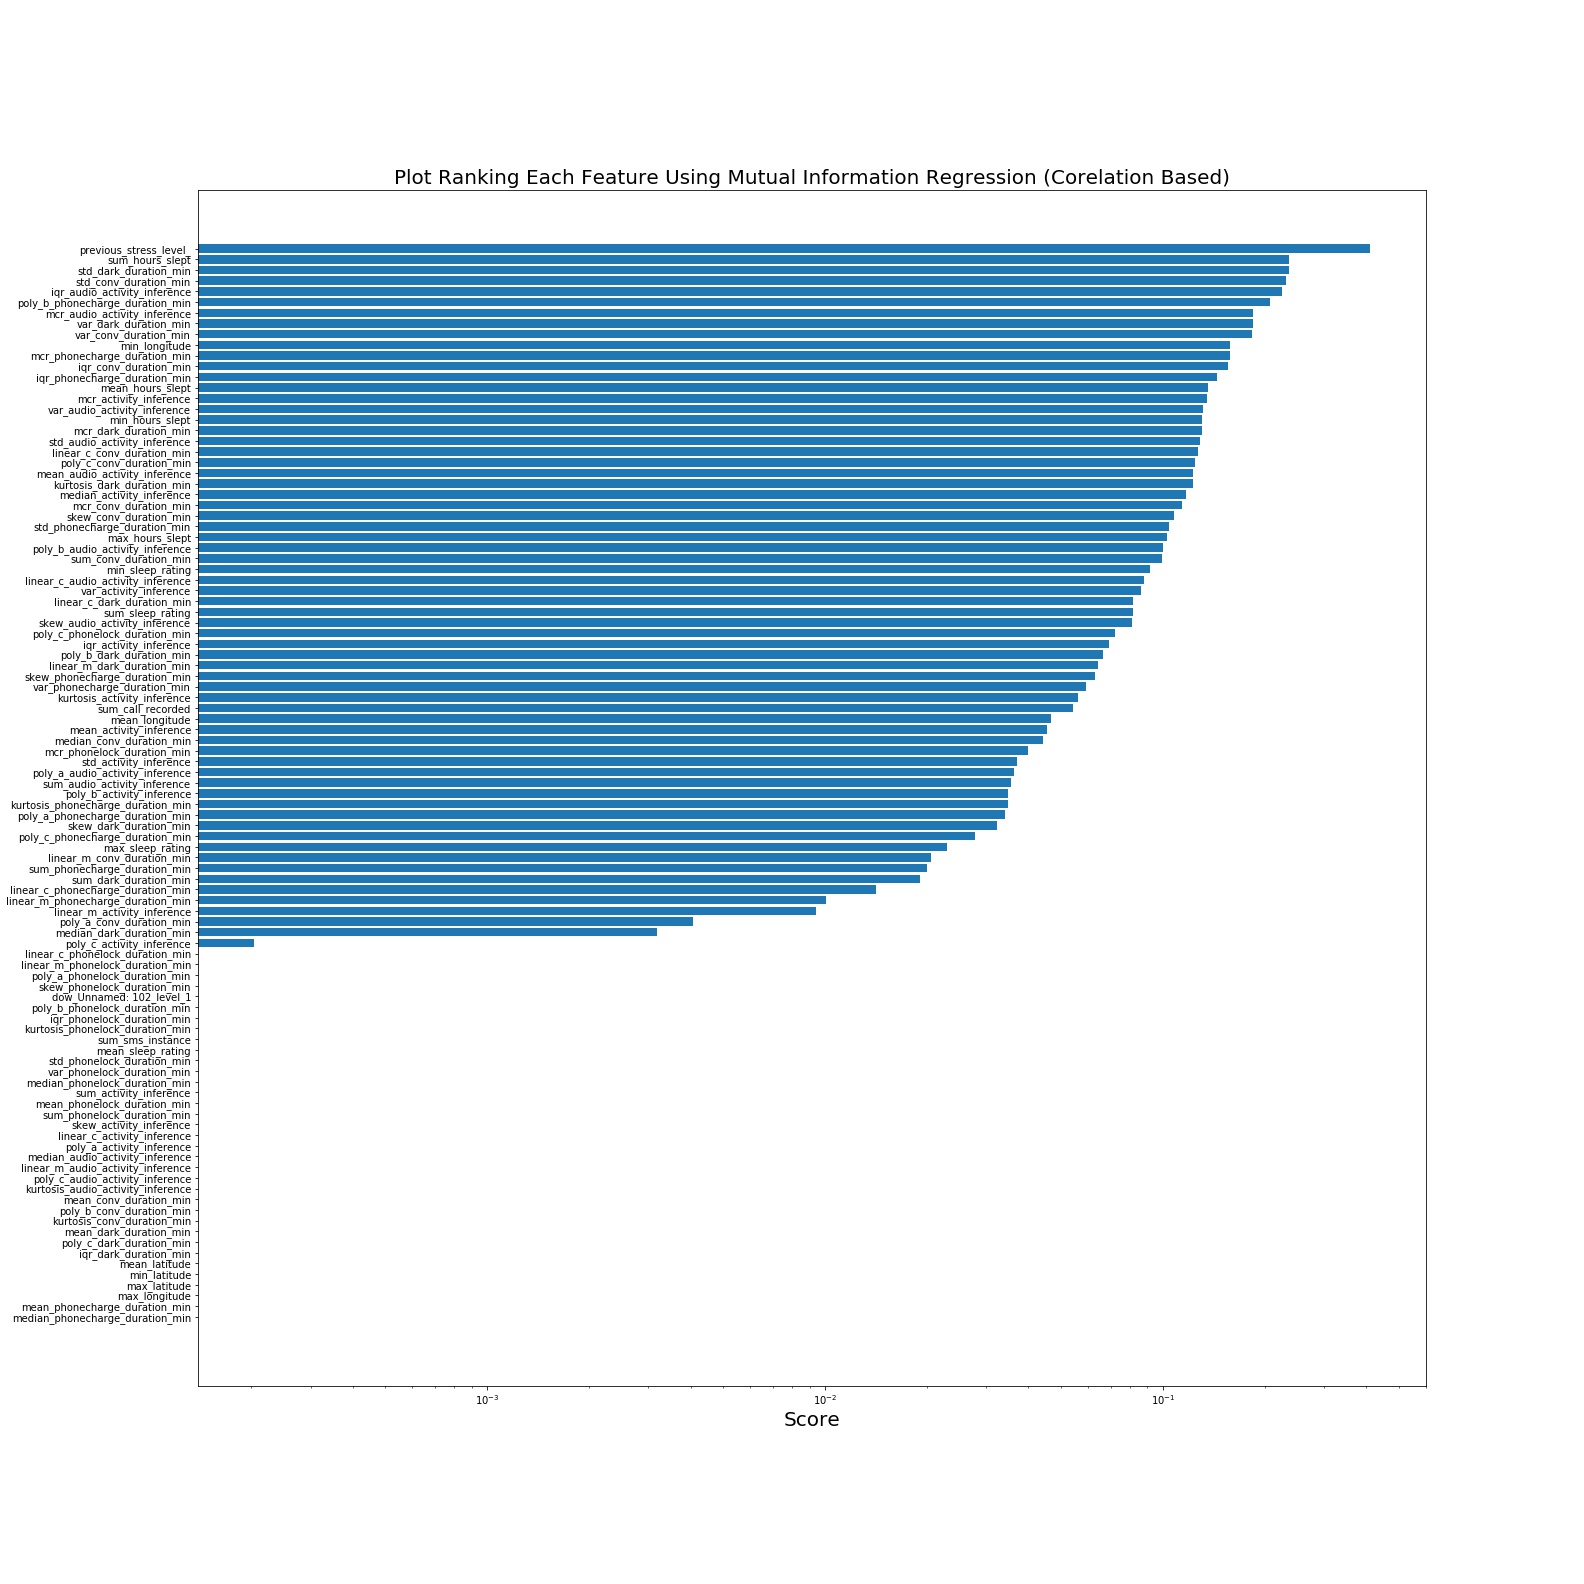 Plot Ranking Each Feature Using Mutual Information Regression (Corelation Based)
previous_stress_level_
sum_hours_slept
std_dark_duration_min
std_conv_duration_min
iqr_audio_activity_inference
poly_b_phonecharge_duration_min
mcr_audio_activity_inference
var_dark_duration_min
var_conv_duration_min
min_longitude
mcr_phonecharge_duration_min
iqr_conv_duration_min
iqr_phonecharge_duration_min
mean_hours_slept
mcr_activity_inference
var_audio_activity_inference
min_hours_slept
mcr_dark_duration_min
std_audio_activity_inference
linear_c_conv_duration_min
poly_c_conv_duration_min
mean_audio_activity_inference
kurtosis_dark_duration_min
median_activity_inference
mcr_conv_duration_min
skew_conv_duration_min
std_phonecharge_duration_min
max_hours_slept
poly_b_audio_activity_inference
sum_conv_duration_min
min_sleep_rating
linear_c_audio_activity_inference
var_activity_inference
linear_c_dark_duration_min
sum_sleep_rating
skew_audio_activity_inference
poly_c_phonelock_duration_min
iqr_activity_inference
poly_b_dark_duration_min
linear_m_dark_duration_min
skew_phonecharge_duration_min
var_phonecharge_duration_min
kurtosis_activity_inference
sum_call_recorded
mean_longitude
mean_activity_inference
median_conv_duration_min
mcr_phonelock_duration_min
std_activity_inference
poly_a_audio_activity_inference
sum_audio_activity_inference
poly_b_activity_inference
kurtosis_phonecharge_duration_min
poly_a_phonecharge_duration_min
skew_dark_duration_min
poly_c_phonecharge_duration_min
max_sleep_rating
linear_m_conv_duration_min
sum_phonecharge_duration_min
sum_dark_duration_min
linear_c_phonecharge_duration_min
linear_m_phonecharge_duration_min
linear_m_activity_inference
poly_a_conv_duration_min
median_dark_duration_min
poly_c_activity_inference
linear_c_phonelock_duration_min
linear_m_phonelock_duration_min
poly_a_phonelock_duration_min
skew_phonelock_duration_min
dow_Unnamed: 102_level_1
poly_b_phonelock_duration_min
iqr_phonelock_duration_min
kurtosis_phonelock_duration_min
sum_sms_instance
mean_sleep_rating
std_phonelock_duration_min
var_phonelock_duration_min
median_phonelock_duration_min
sum_activity_inference
mean_phonelock_duration_min
sum_phonelock_duration_min
skew_activity_inference
linear_c_activity_inference
poly_a_activity_inference
median_audio_activity_inference
linear_m_audio_activity_inference
poly_c_audio_activity_inference
kurtosis_audio_activity_inference
mean_conv_duration_min
poly_b_conv_duration_min
kurtosis_conv_duration_min
mean_dark_duration_min
poly_c_dark_duration_min
iqr_dark_duration_min
mean_latitude
min_latitude
max_latitude
max_longitude
mean_phonecharge_duration_min
median_phonecharge_duration_min
10⁻³ 10⁻² 10⁻¹
Score